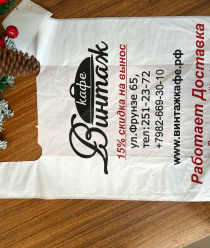 кафе
Винтаж
15% скидка на вынос
ул.Фрунзе 65,
тел:251-23-72
+7982-669-30-10
www.винтажкафе.рф
Работает Доставка